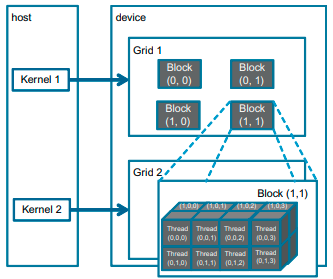 host
device
Grid 1
Kernel 1
Block
(0, 0)
Block
(0, 1)
Block
(1, 0)
Block
(1, 1)
Grid 2
Kernel 2
Block (1,1)
(1,0,0)
(1,0,1)
(1,0,2)
(1,0,3)
Thread
(0,0,0)
Thread
(0,0,1)
Thread
(0,0,2)
Thread
(0,0,3)
Thread
(0,1,0)
Thread
(0,1,1)
Thread
(0,1,2)
Thread
(0,1,3)